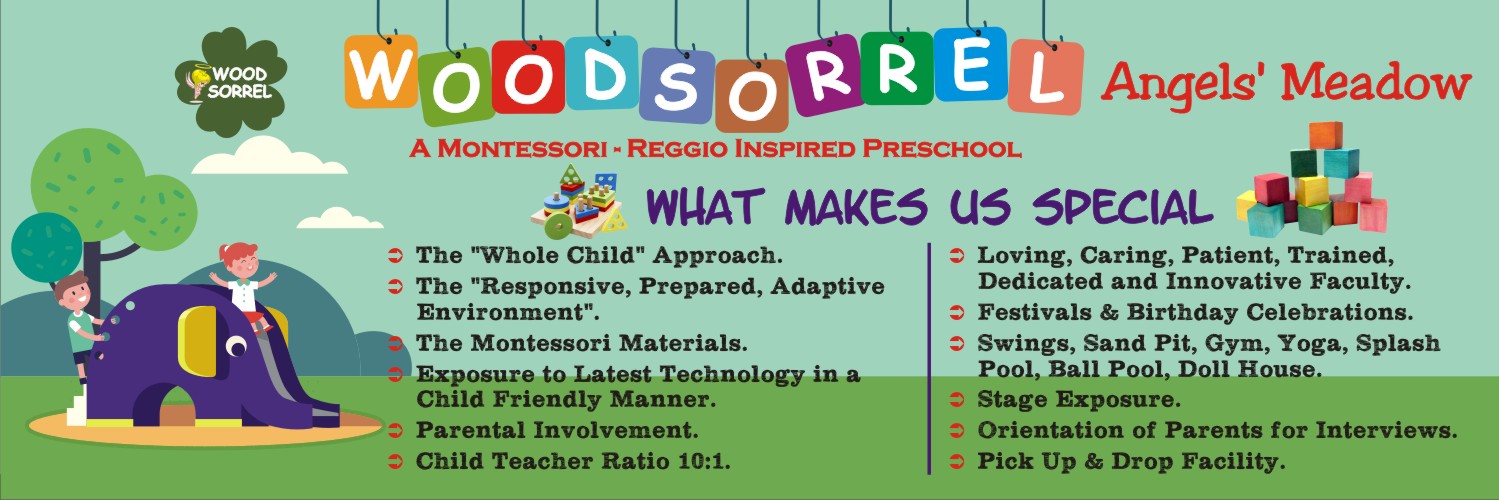 WOOD
SORREL
WOODSORREL Angels' Meadow
A Montessori - Reggio Inspired Preschool
WHAT MAKES US SPECIAL
The "Whole Child" Approach.
The "Responsive, Prepared, Adaptive
Environment".
The Montessori Materials.
Exposure to Latest Technology in a
Child Friendly Manner.
Parental Involvement.
Child Teacher Ratio 10:1.
Loving, Caring, Patient, Trained,
Dedicated and Innovative Faculty.
Festivals & Birthday Celebrations.
Swings, Sand Pit, Gym, Yoga, Splash
Pool, Ball Pool, Doll House.
Stage Exposure.
Orientation of Parents for Interviews.
Pick Up & Drop Facility.